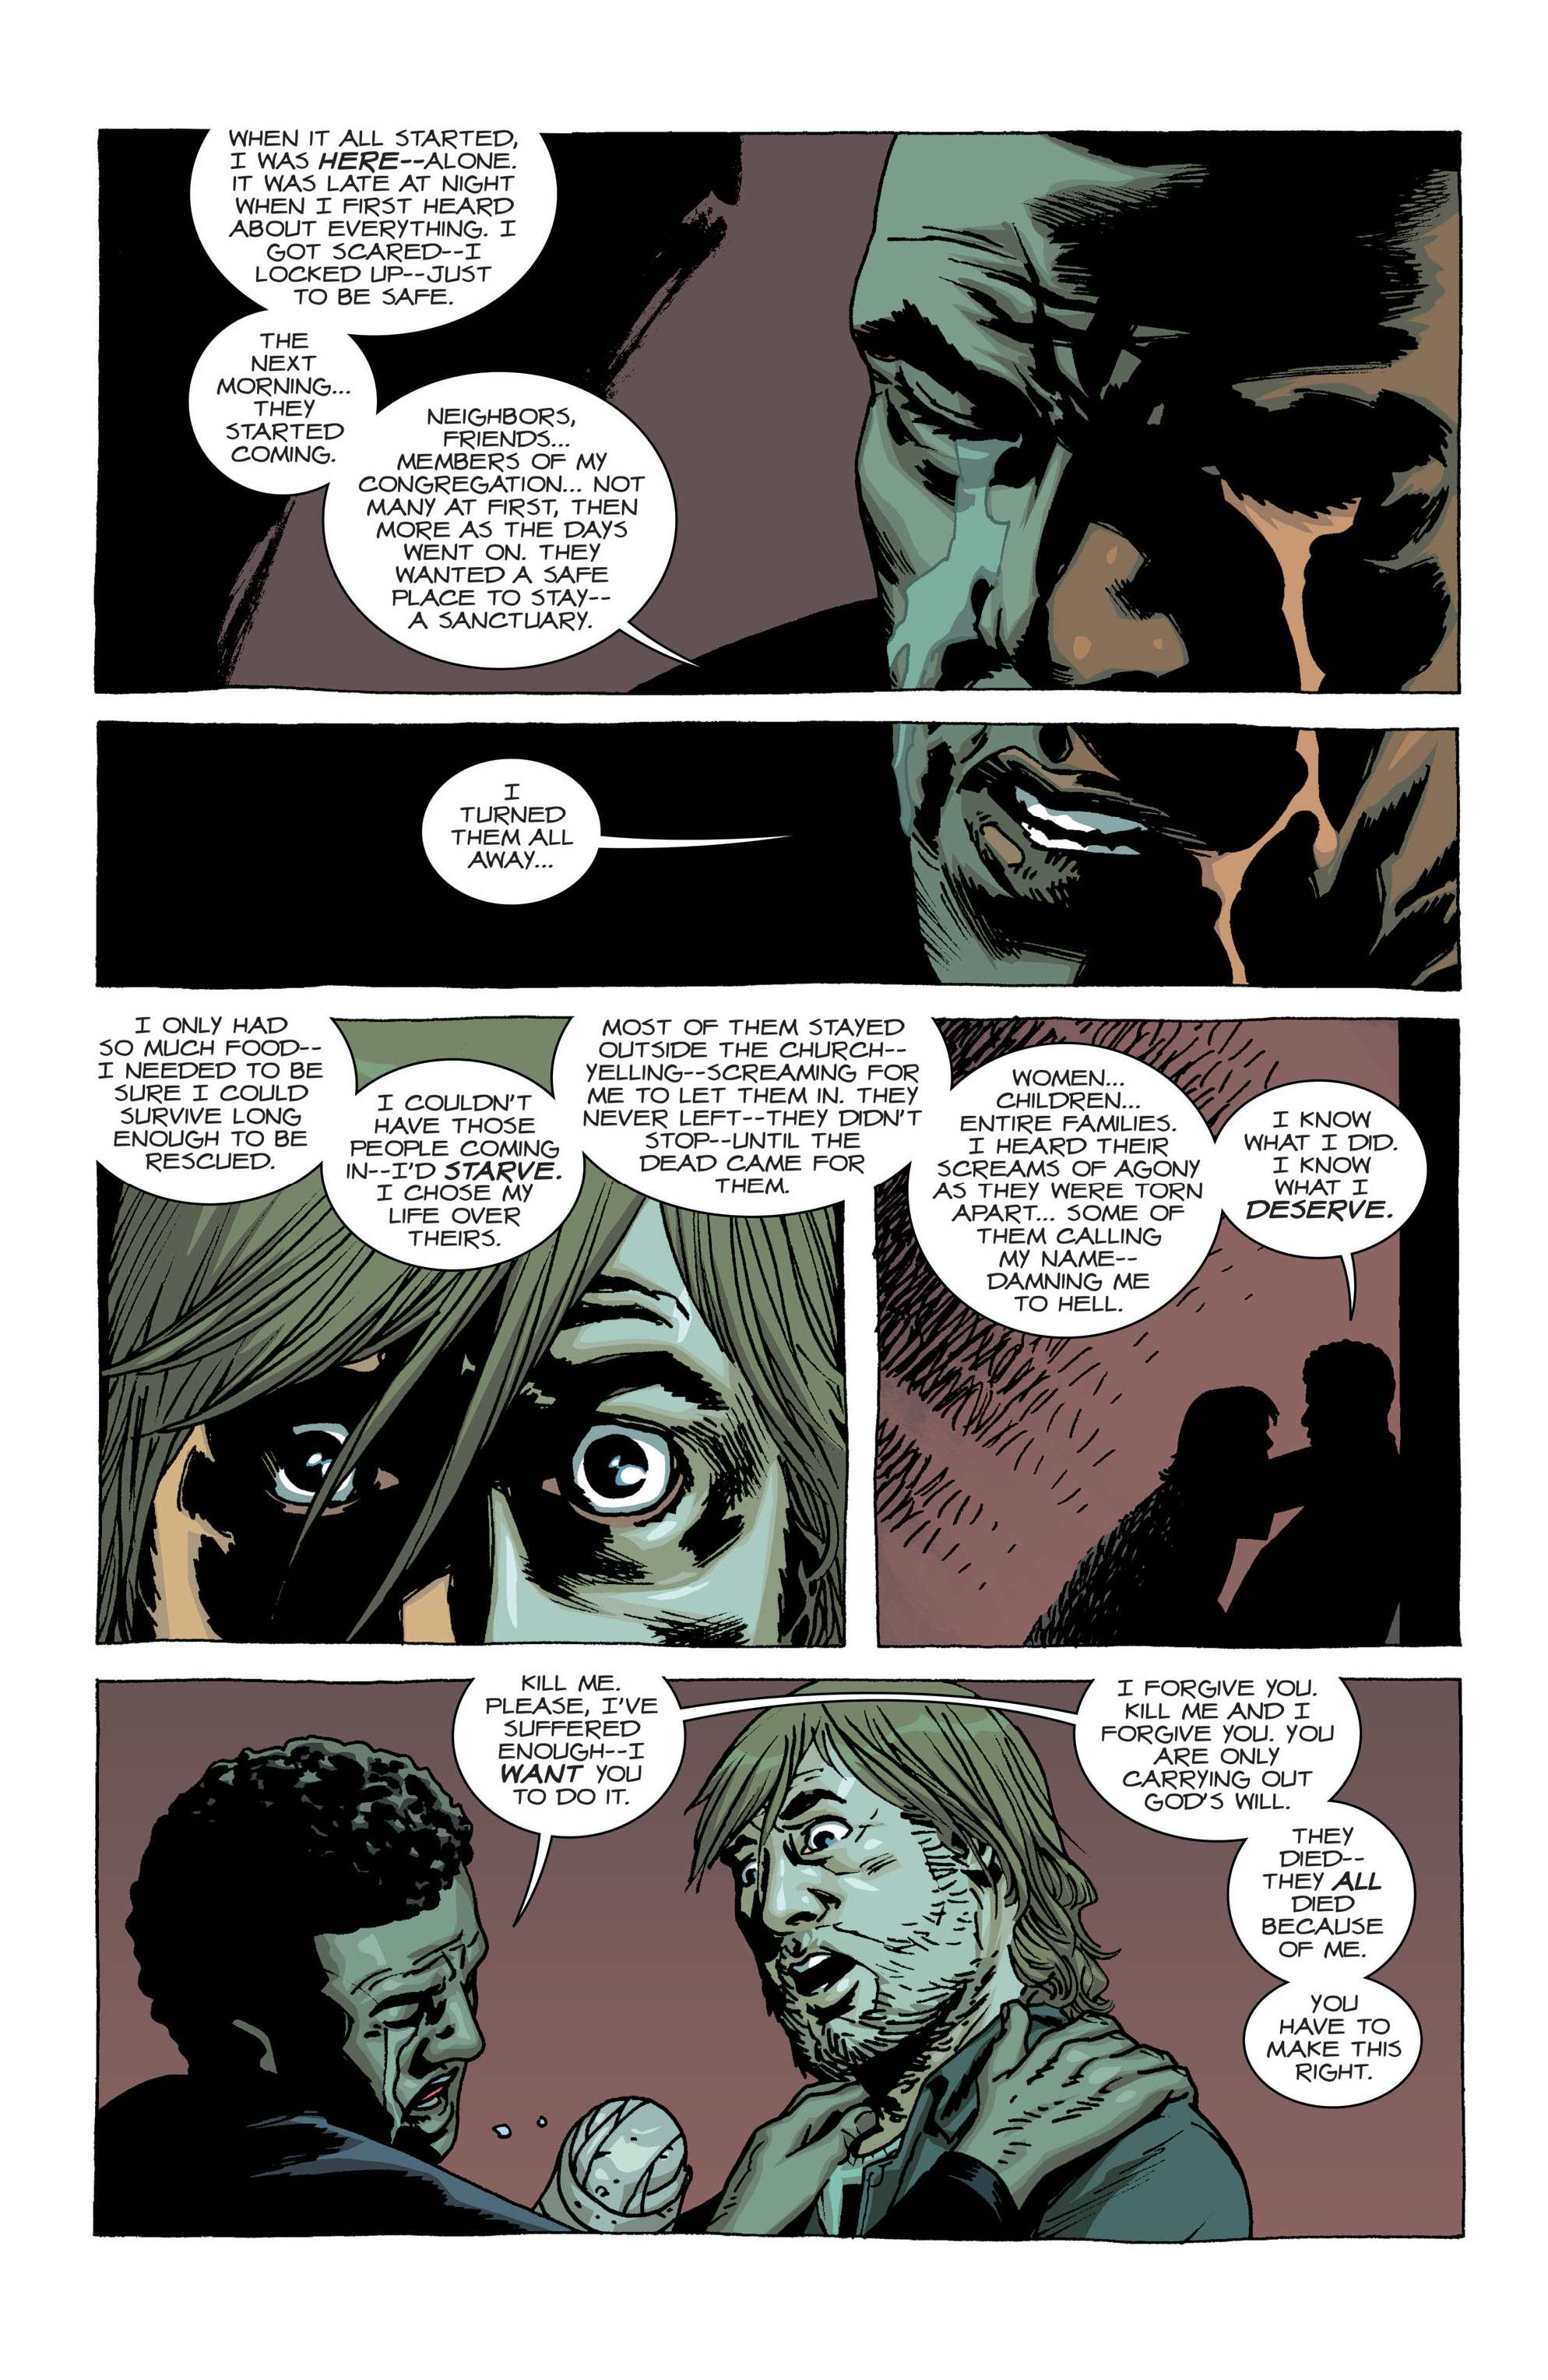 WHEN IT ALL STARTED,
I WAS HERE--ALONE.
IT WAS LATE AT NIGHT
WHEN I FIRST HEARD
ABOUT EVERYTHING. I
GOT SCARED--I
LOCKED UP--JUST
TO BE SAFE.
THE
NEXT
MORNING...
THEY
STARTED
COMING.
NEIGHBORS,
FRIENDS...
MEMBERS OF MY
CONGREGATION... NOT
MANY AT FIRST, THEN
MORE AS THE DAYS
WENT ON. THEY
WANTED A SAFE
PLACE TO STAY--
A SANCTUARY.
I
TURNED
THEM ALL
AWAY...
I ONLY HAD
SO MUCH FOOD--
I NEEDED TO BE
SURE I COULD
SURVIVE LONG
ENOUGH TO BE
RESCUED.
I COULDN'T
HAVE THOSE
PEOPLE COMING
IN--I'D STARVE.
I CHOSE MY
LIFE OVER
THEIRS.
MOST OF THEM STAYED
OUTSIDE THE CHURCH--
YELLING--SCREAMING FOR
ME TO LET THEM IN. THEY
NEVER LEFT--THEY DIDN'T
STOP--UNTIL THE
DEAD CAME FOR
THEM.
WOMEN...
CHILDREN...
ENTIRE FAMILIES.
I HEARD THEIR
SCREAMS OF AGONY
AS THEY WERE TORN
APART... SOME OF
THEM CALLING
MY NAME--
DAMNING ME
TO HELL.
I KNOW
WHAT I DID.
I KNOW
WHAT I
DESERVE.
KILL ME.
PLEASE, I'VE
SUFFERED
ENOUGH--I
WANT YOU
TO DO IT.
I FORGIVE YOU.
KILL ME AND I
FORGIVE YOU. YOU
ARE ONLY
CARRYING OUT
GOD'S WILL.
THEY
DIED--
THEY ALL
DIED
BECAUSE
OF ME.
YOU
HAVE TO
MAKE THIS
RIGHT.